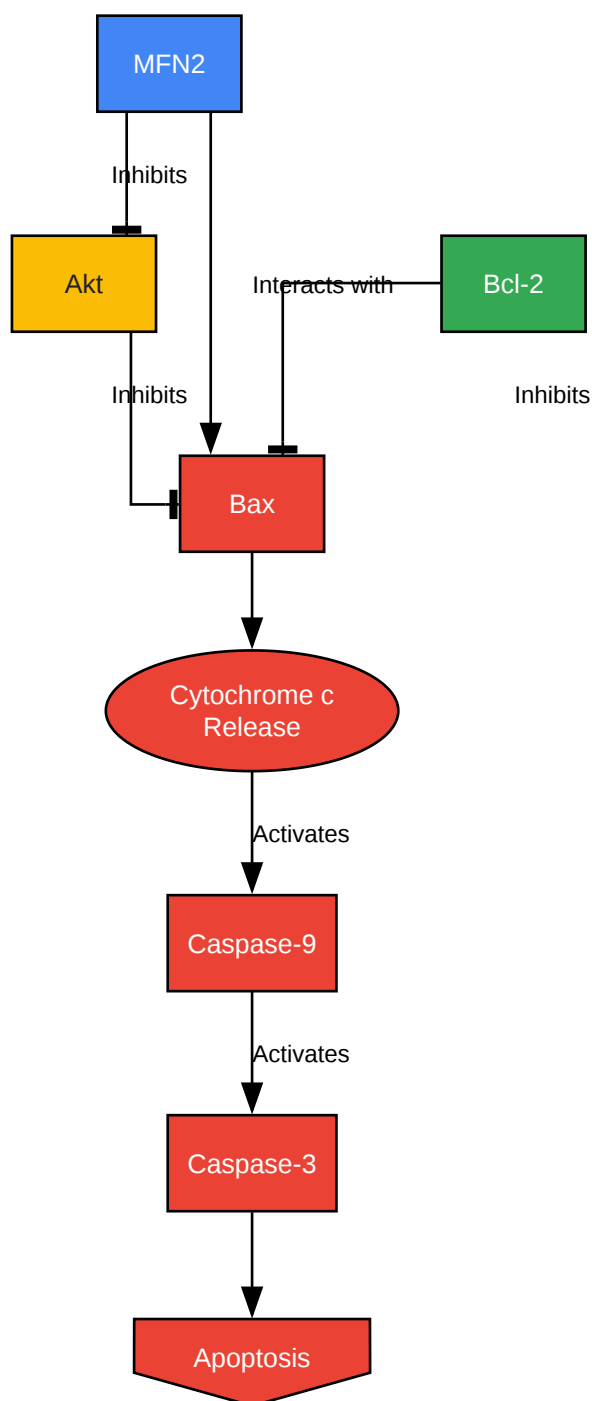 MFN2
Inhibits
Akt
Interacts with
Bcl-2
Inhibits
Inhibits
Bax
Cytochrome c
Release
Activates
Caspase-9
Activates
Caspase-3
Apoptosis